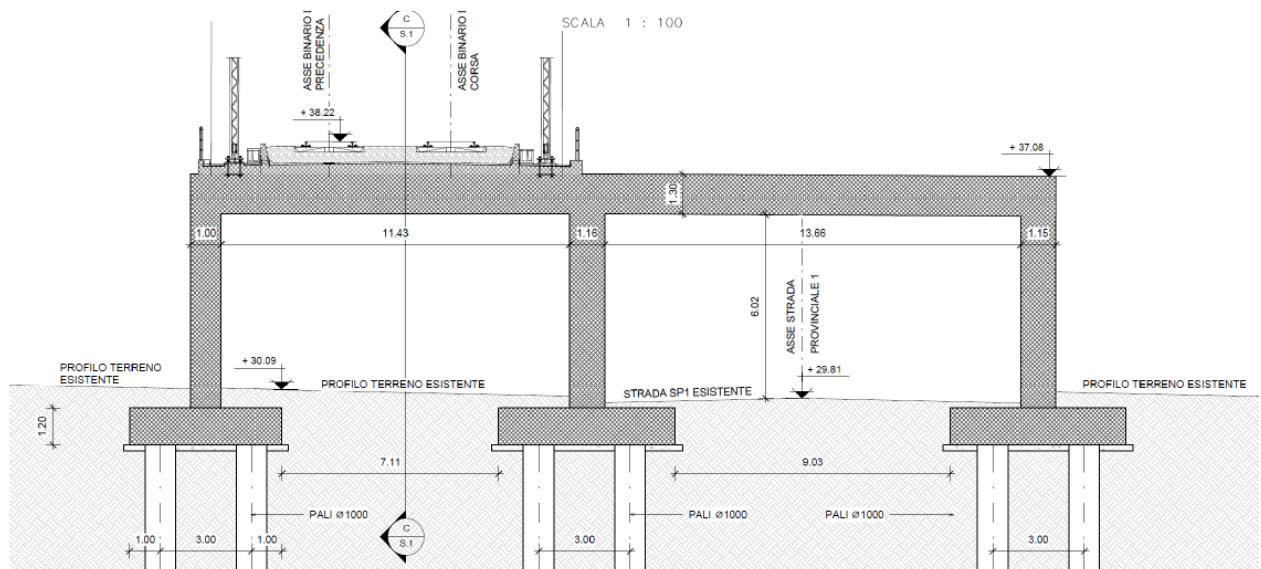 SCALA 1 : 100
C
S.1
ASSE BINARIO I
PRECEDENZA
ASSE BINARIO I
CORSA
+ 38.22
+ 37.08
1.30
1.00
11.43
1.16
13.66
1.15
6.02
ASSE STRADA
PROVINCIALE 1
+ 30.09
+ 29.81
PROFILO TERRENO
ESISTENTE
PROFILO TERRENO ESISTENTE
STRADA SP1 ESISTENTE
PROFILO TERRENO ESISTENTE
1.20
7.11
9.03
PALI Ø1000
PALI Ø1000
PALI Ø1000
C
S.1
1.00
3.00
1.00
3.00
3.00